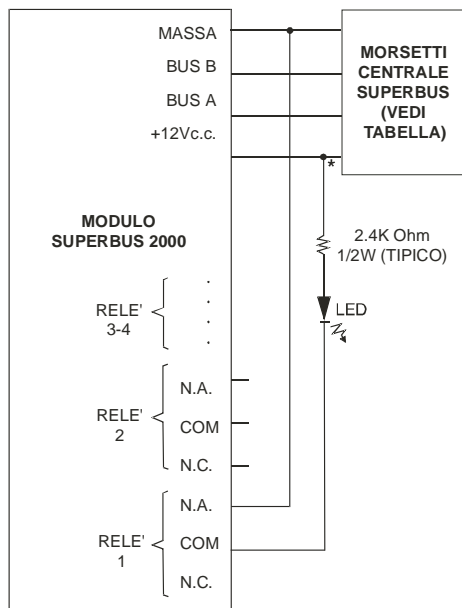 MASSA
BUS B
BUS A
+12Vc.c.
MORSETTI
CENTRALE
SUPERBUS
(VEDI
TABELLA)
*
MODULO
SUPERBUS 2000
2.4K Ohm
1/2W (TIPICO)
LED
RELE'
3-4
RELE'
2
N.A.
COM
N.C.
RELE'
1
N.A.
COM
N.C.